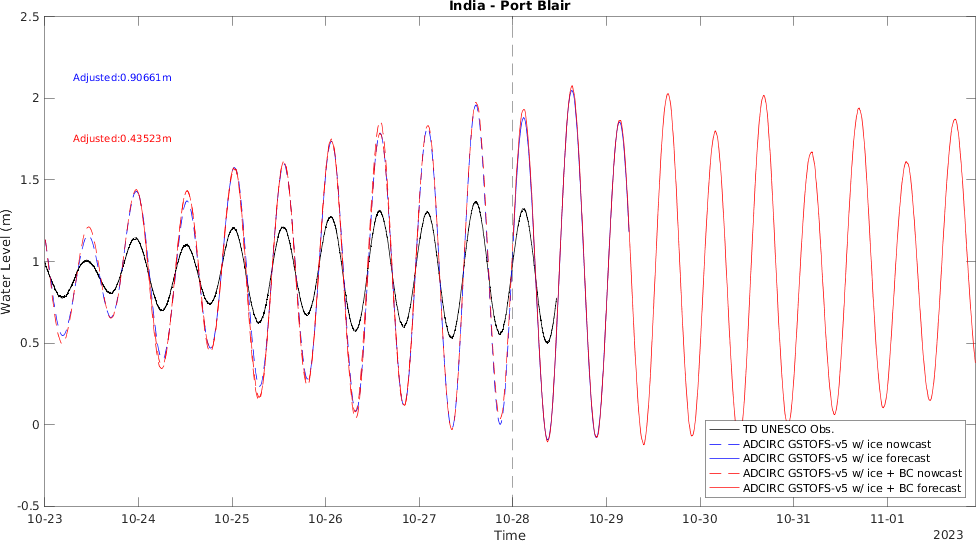 India - Port Blair
2.5
2
1.5
1
0.5
0
-0.5
Water Level (m)
Adjusted:0.90661m
Adjusted:0.43523m
TD UNESCO Obs.
ADCIRC GSTOFS-v5 w/ ice nowcast
ADCIRC GSTOFS-v5 w/ ice forecast
ADCIRC GSTOFS-v5 w/ ice + BC nowcast
ADCIRC GSTOFS-v5 w/ ice + BC forecast
10-23 10-24 10-25 10-26 10-27 10-28 10-29 10-30 10-31 11-01
Time
2023